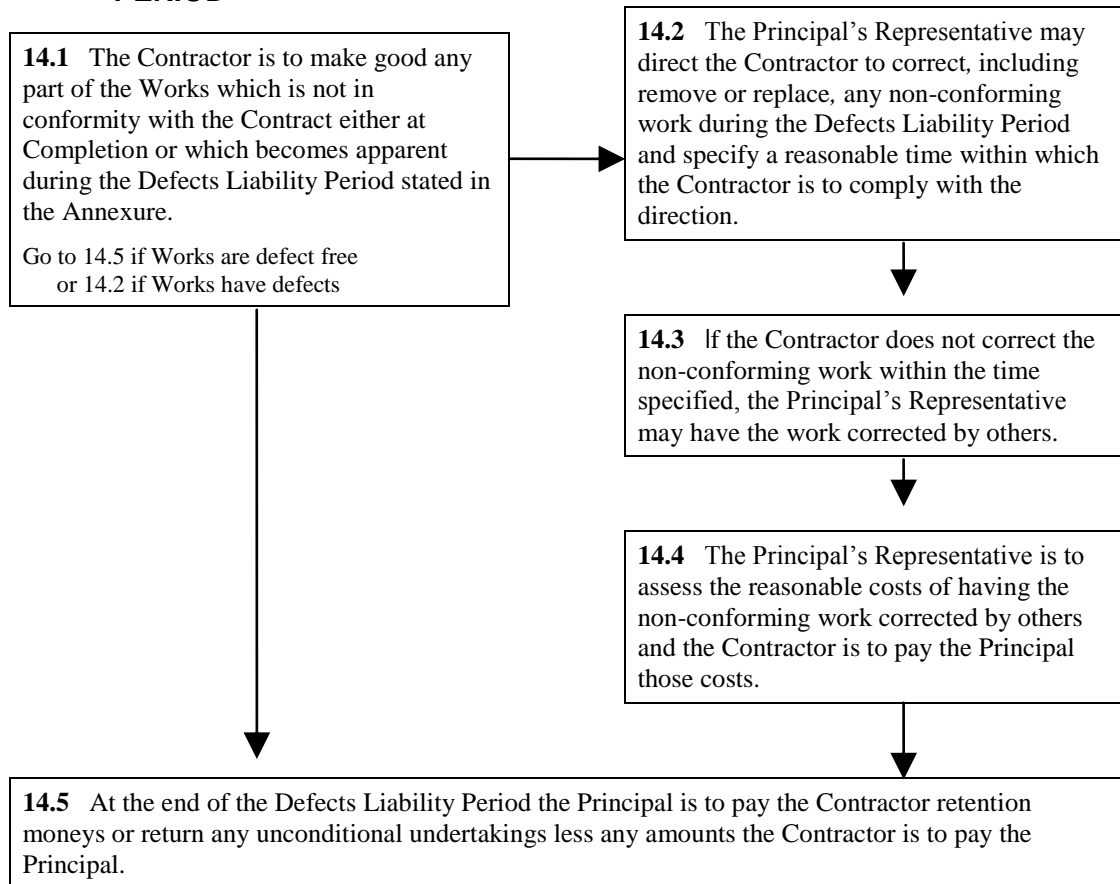 PERIOD
14.1 The Contractor is to make good any
part of the Works which is not in
conformity with the Contract either at
Completion or which becomes apparent
during the Defects Liability Period stated in
the Annexure.
Go to 14.5 if Works are defect free
or 14.2 if Works have defects
14.2 The Principal’s Representative may
direct the Contractor to correct, including
remove or replace, any non-conforming
work during the Defects Liability Period
and specify a reasonable time within which
the Contractor is to comply with the
direction.
14.3 If the Contractor does not correct the
non-conforming work within the time
specified, the Principal’s Representative
may have the work corrected by others.
14.4 The Principal’s Representative is to
assess the reasonable costs of having the
non-conforming work corrected by others
and the Contractor is to pay the Principal
those costs.
14.5 At the end of the Defects Liability Period the Principal is to pay the Contractor retention
moneys or return any unconditional undertakings less any amounts the Contractor is to pay the
Principal.